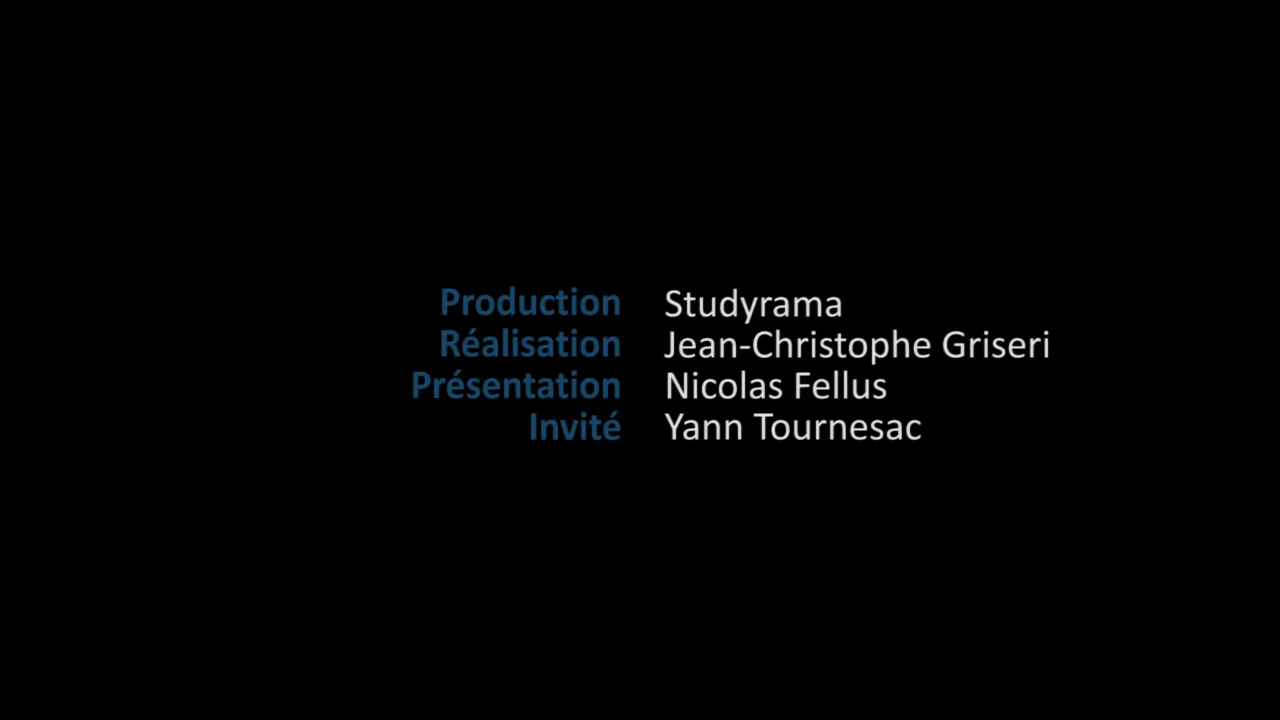 Production Studyrama
Réalisation Jean-Christophe Griseri
Présentation Nicolas Fellus
Invité Yann Tournesac